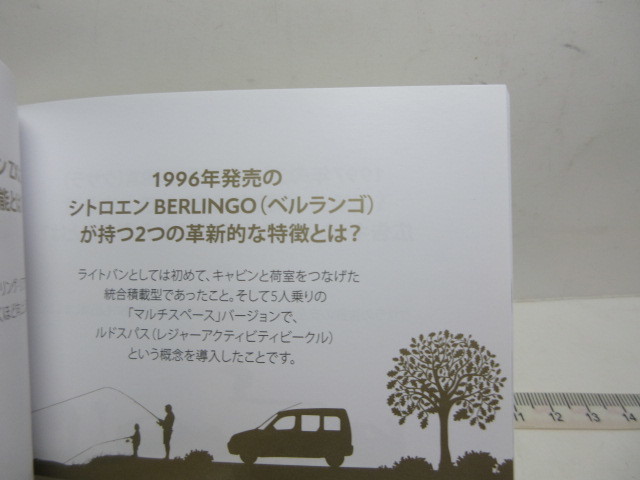 1996年発売の
シトロエン BERLINGO(ベルランゴ)
が持つ2つの革新的な特徴とは?
ライトバンとしては初めて、キャビンと荷室をつなげた
統合積載型であったこと。そして5人乗りの
「マルチスペース」バージョンで、
ルドスパス(レジャーアクティビティビークル)
という概念を導入したことです。
11 12 13 14